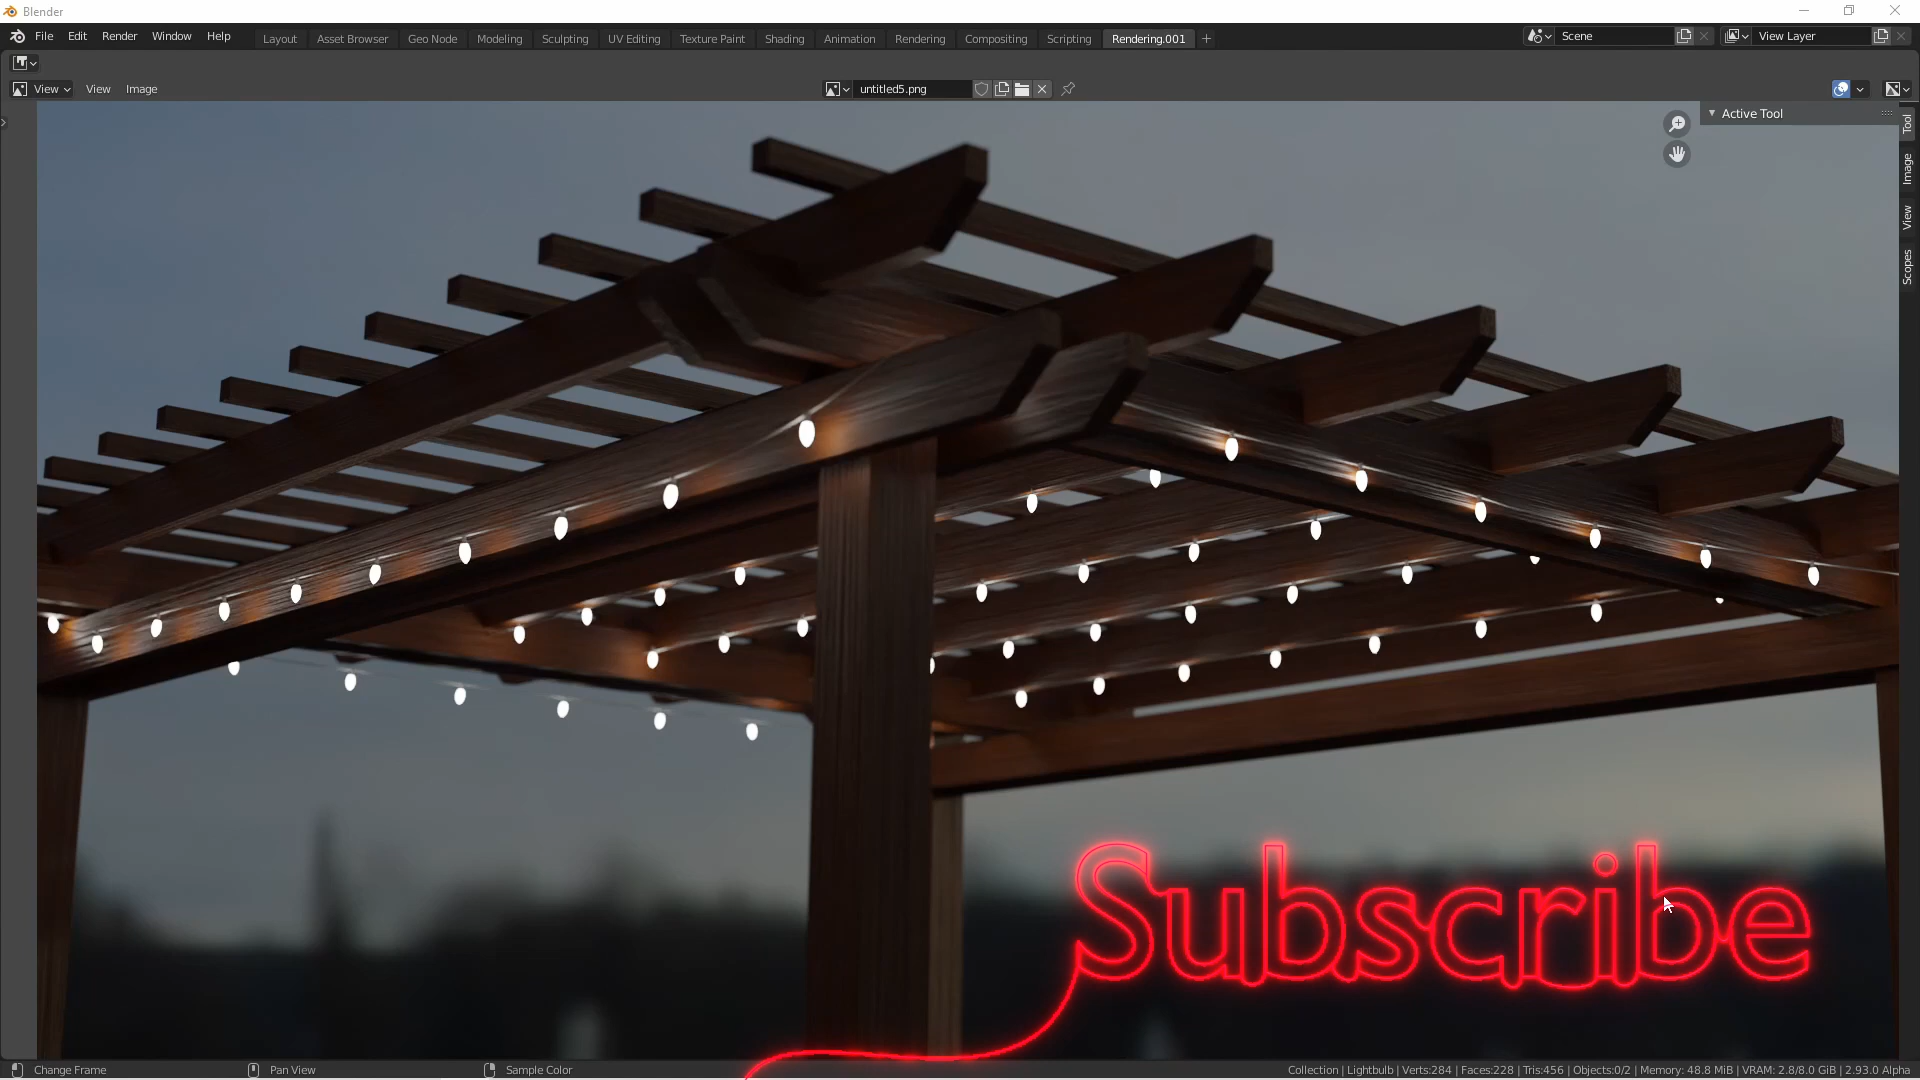 Blender
File Edit Render Window Help Layout Asset Browser Geo Node Modeling Sculpting UV Editing Texture Paint Shading Animation Rendering Compositing Scripting Rendering.001 + Scene View Layer
View View Image untitled5.png
Active Tool
Tool
Image
View
Scopes
Subscribe
Change Frame Pan View Sample Color Collection | Lightbulb | Verts:284 | Faces:228 | Tris:456 | Objects:0/2 | Memory: 48.8 MiB | VRAM: 2.8/8.0 GiB | 2.93.0 Alpha